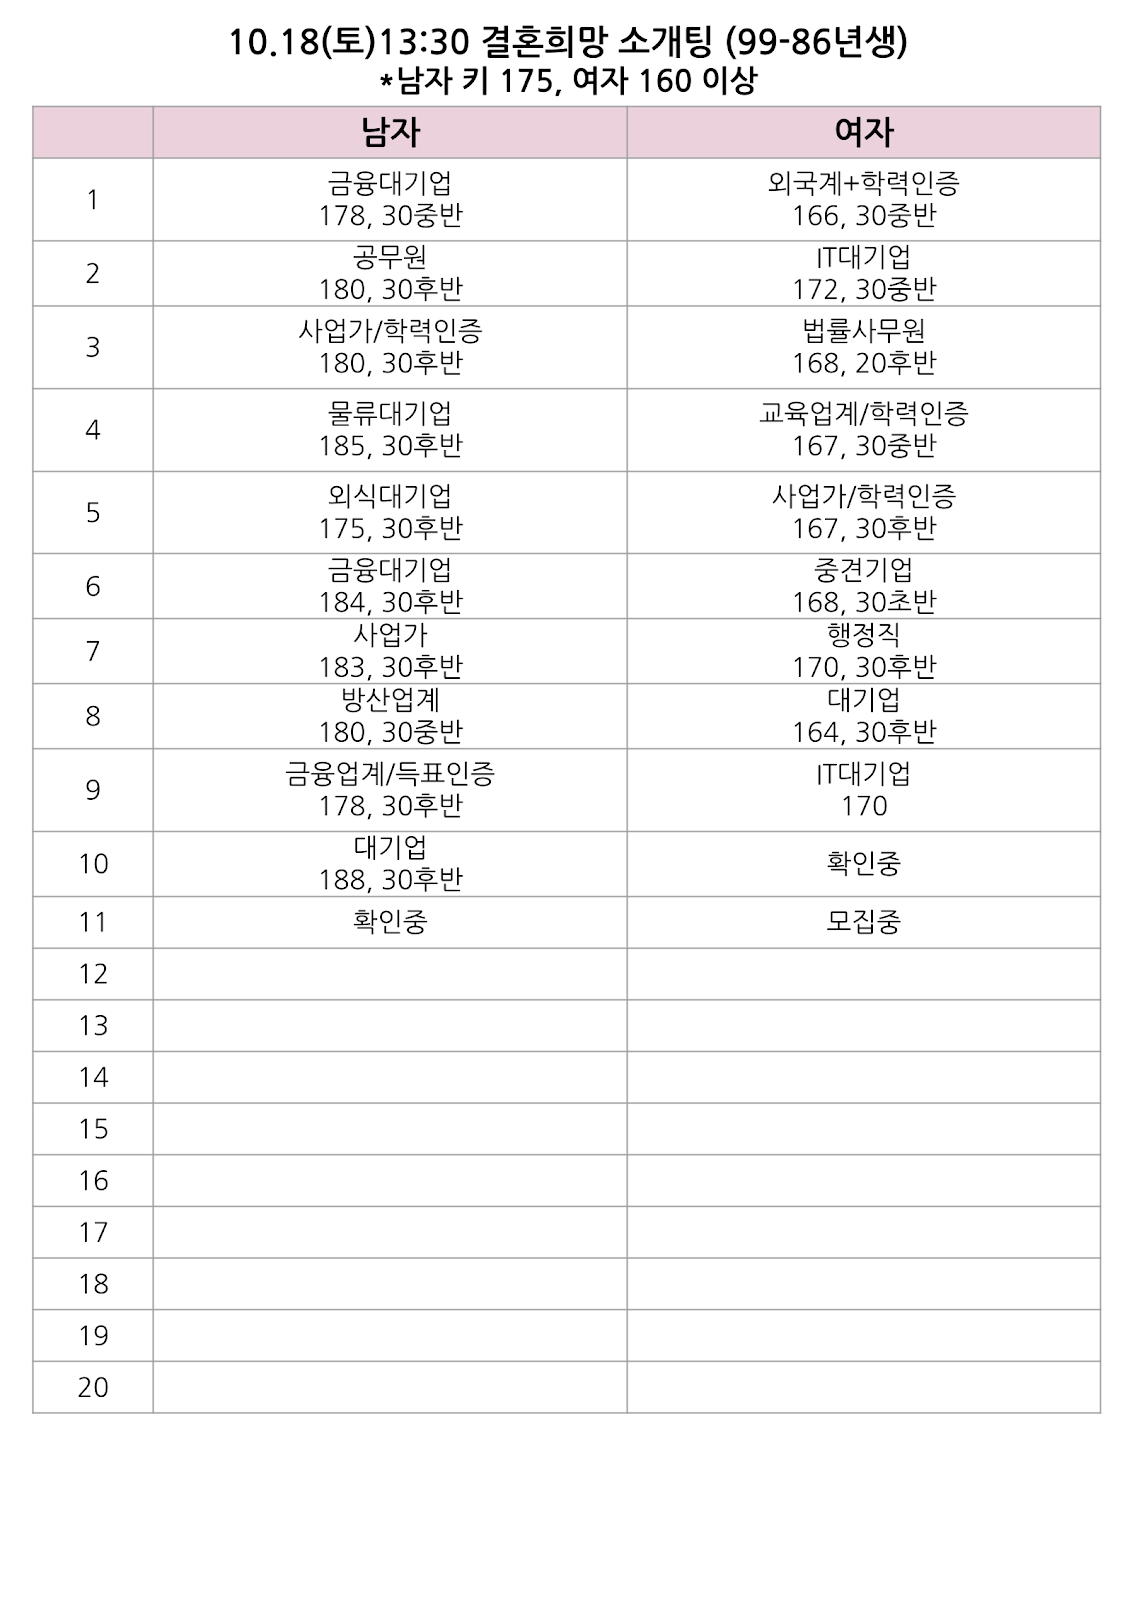 10.18(토)13:30 결혼희망 소개팅 (99-86년생)
*남자 키 175, 여자 160 이상
남자 여자
1
금융대기업
178, 30중반
외국계+학력인증
166, 30중반
2
공무원
180, 30후반
IT대기업
172, 30중반
3
사업가/학력인증
180, 30후반
법률사무원
168, 20후반
4
물류대기업
185, 30후반
교육업계/학력인증
167, 30중반
5
외식대기업
175, 30후반
사업가/학력인증
167, 30후반
6
금융대기업
184, 30후반
중견기업
168, 30초반
7
사업가
183, 30후반
행정직
170, 30후반
8
방산업계
180, 30중반
대기업
164, 30후반
9
금융업계/득표인증
178, 30후반
IT대기업
170
10
대기업
188, 30후반
확인중
11
확인중
모집중
12
13
14
15
16
17
18
19
20